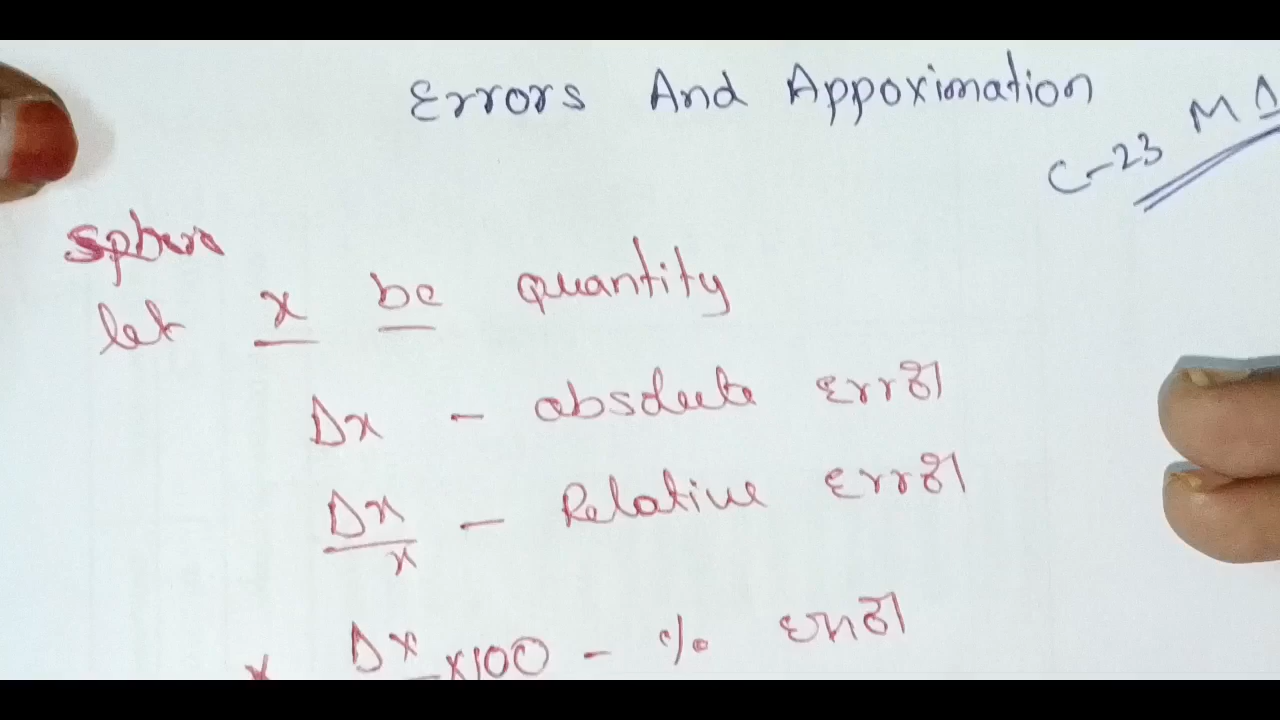 Errors And Appoximation
C-23 M
Sphere
let x be quantity
Δx - absolute error
Δx/x - Relative error
x Δx ×100 - % error